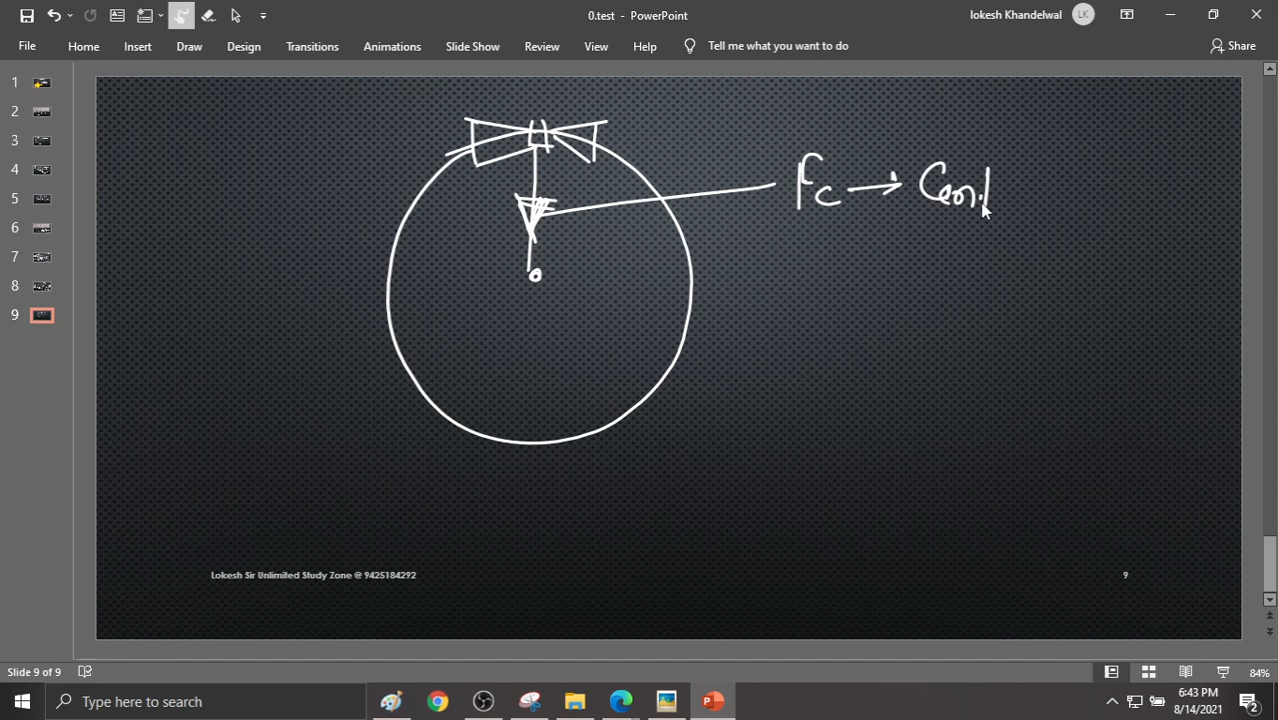 0.test - PowerPoint
lokesh Khandelwal
LK
File
Home
Insert
Draw
Design
Transitions
Animations
Slide Show
Review
View
Help
Tell me what you want to do
Share
1
2
3
4
5
6
7
8
9
Fc → Cent
Lokesh Sir Unlimited Study Zone @ 9425184292
9
Slide 9 of 9
84%
Type here to search
6:43 PM
8/14/2021
2